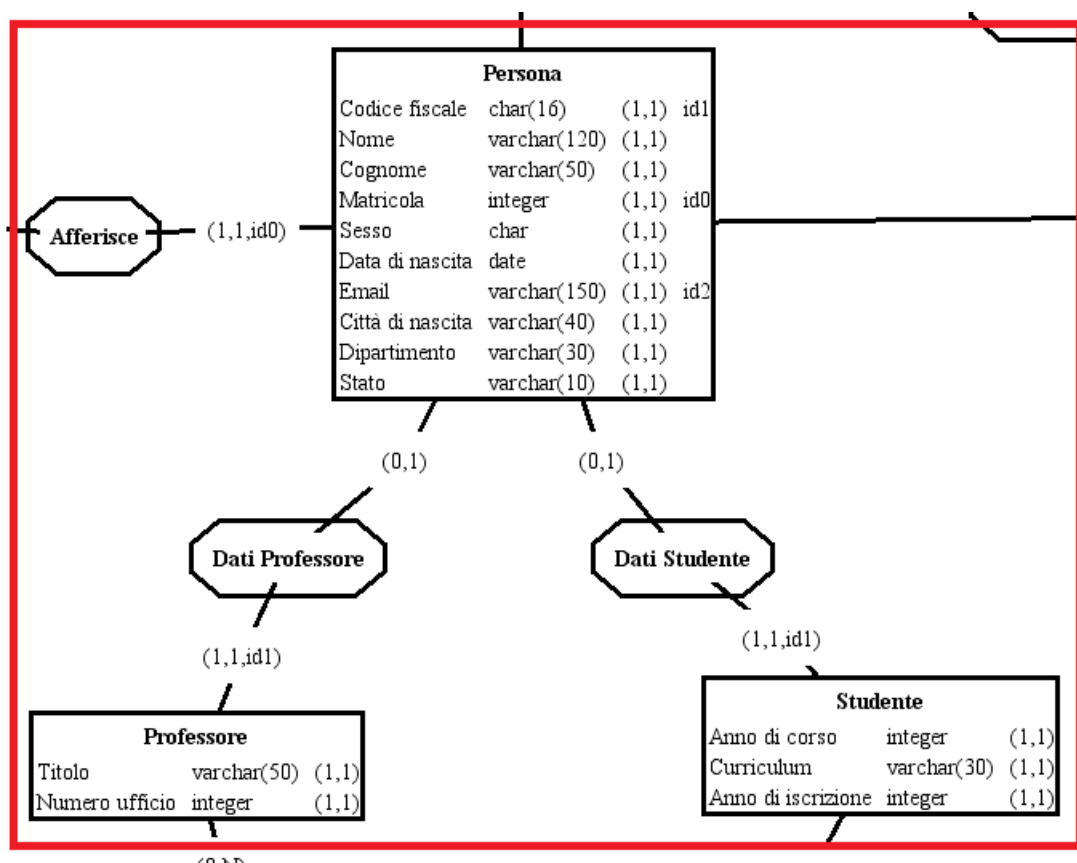 Persona
Codice fiscale char(16) (1,1) id1
Nome varchar(120) (1,1)
Cognome varchar(50) (1,1)
Matricola integer (1,1) id0
Sesso char (1,1)
Data di nascita date (1,1)
Email varchar(150) (1,1) id2
Città di nascita varchar(40) (1,1)
Dipartimento varchar(30) (1,1)
Stato varchar(10) (1,1)
Afferisce (1,1,id0)
(0,1) (0,1)
Dati Professore Dati Studente
(1,1,id1) (1,1,id1)
Professore
Titolo varchar(50) (1,1)
Numero ufficio integer (1,1)
Studente
Anno di corso integer (1,1)
Curriculum varchar(30) (1,1)
Anno di iscrizione integer (1,1)